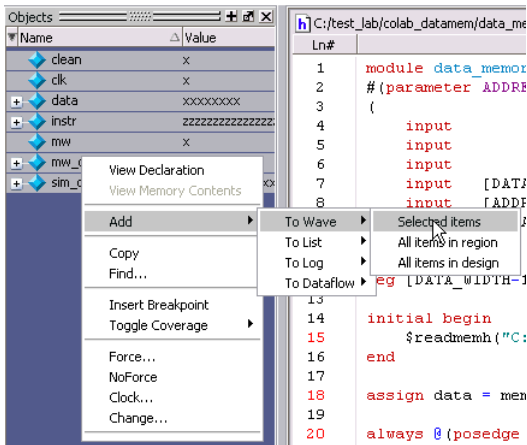 Objects
Name Value
clean x
clk x
data xxxxxxxx
instr zzzzzzzzzzzzzzz
mw x
mw_
sim_ xx
View Declaration
View Memory Contents
Add
Copy
Find...
Insert Breakpoint
Toggle Coverage
Force...
NoForce
Clock...
Change...
To Wave
To List
To Log
To Dataflow
Selected items
All items in region
All items in design
C:/test_lab/colab_datamem/data_me
Ln#
1 module data_memor
2 #(parameter ADDRE
3 (
4 input
5 input
6 input
7 input [DATA
8 input [ADDR
eg [DATA_WIDTH-1
13
14 initial begin
15 $readmemh("C:
16 end
17
18 assign data = mem
19
20 always @(posedge